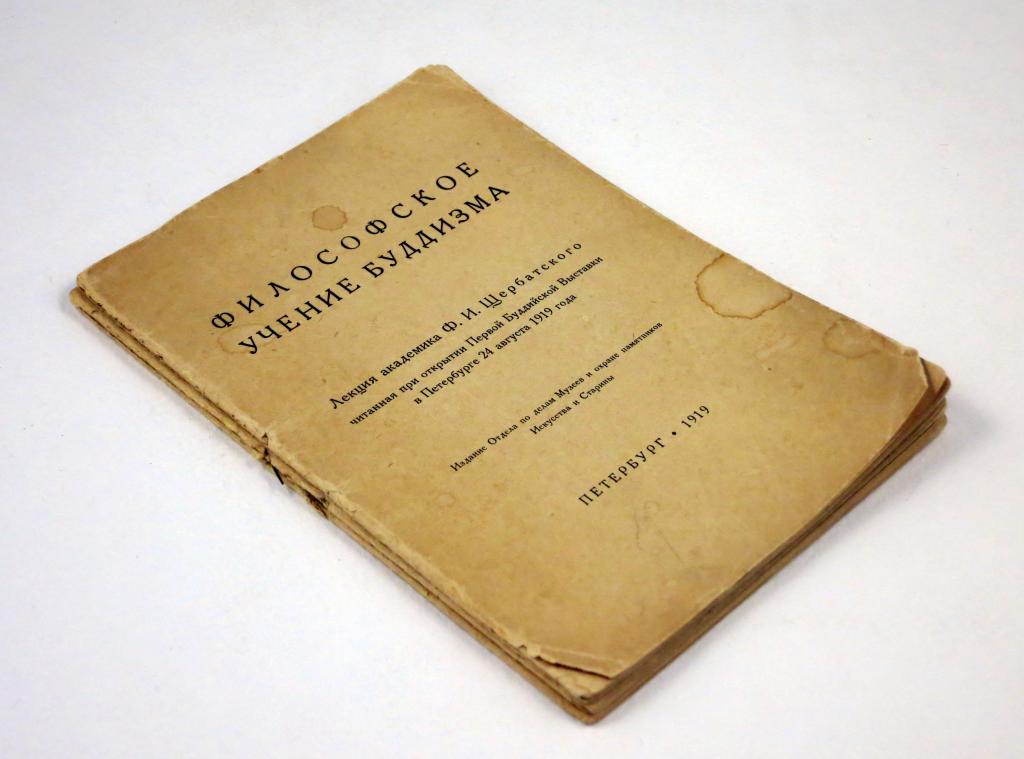 ФИЛОСОФСКОЕ
УЧЕНИЕ БУДДИЗМА
Лекция академика Ф. И. Щербатского
читанная при открытии Первой Буддийской Выставки
в Петербурге 24 августа 1919 года
Издание Отдела по делам Музеев и охране памятников
Искусства и Старины
ПЕТЕРБУРГ • 1919